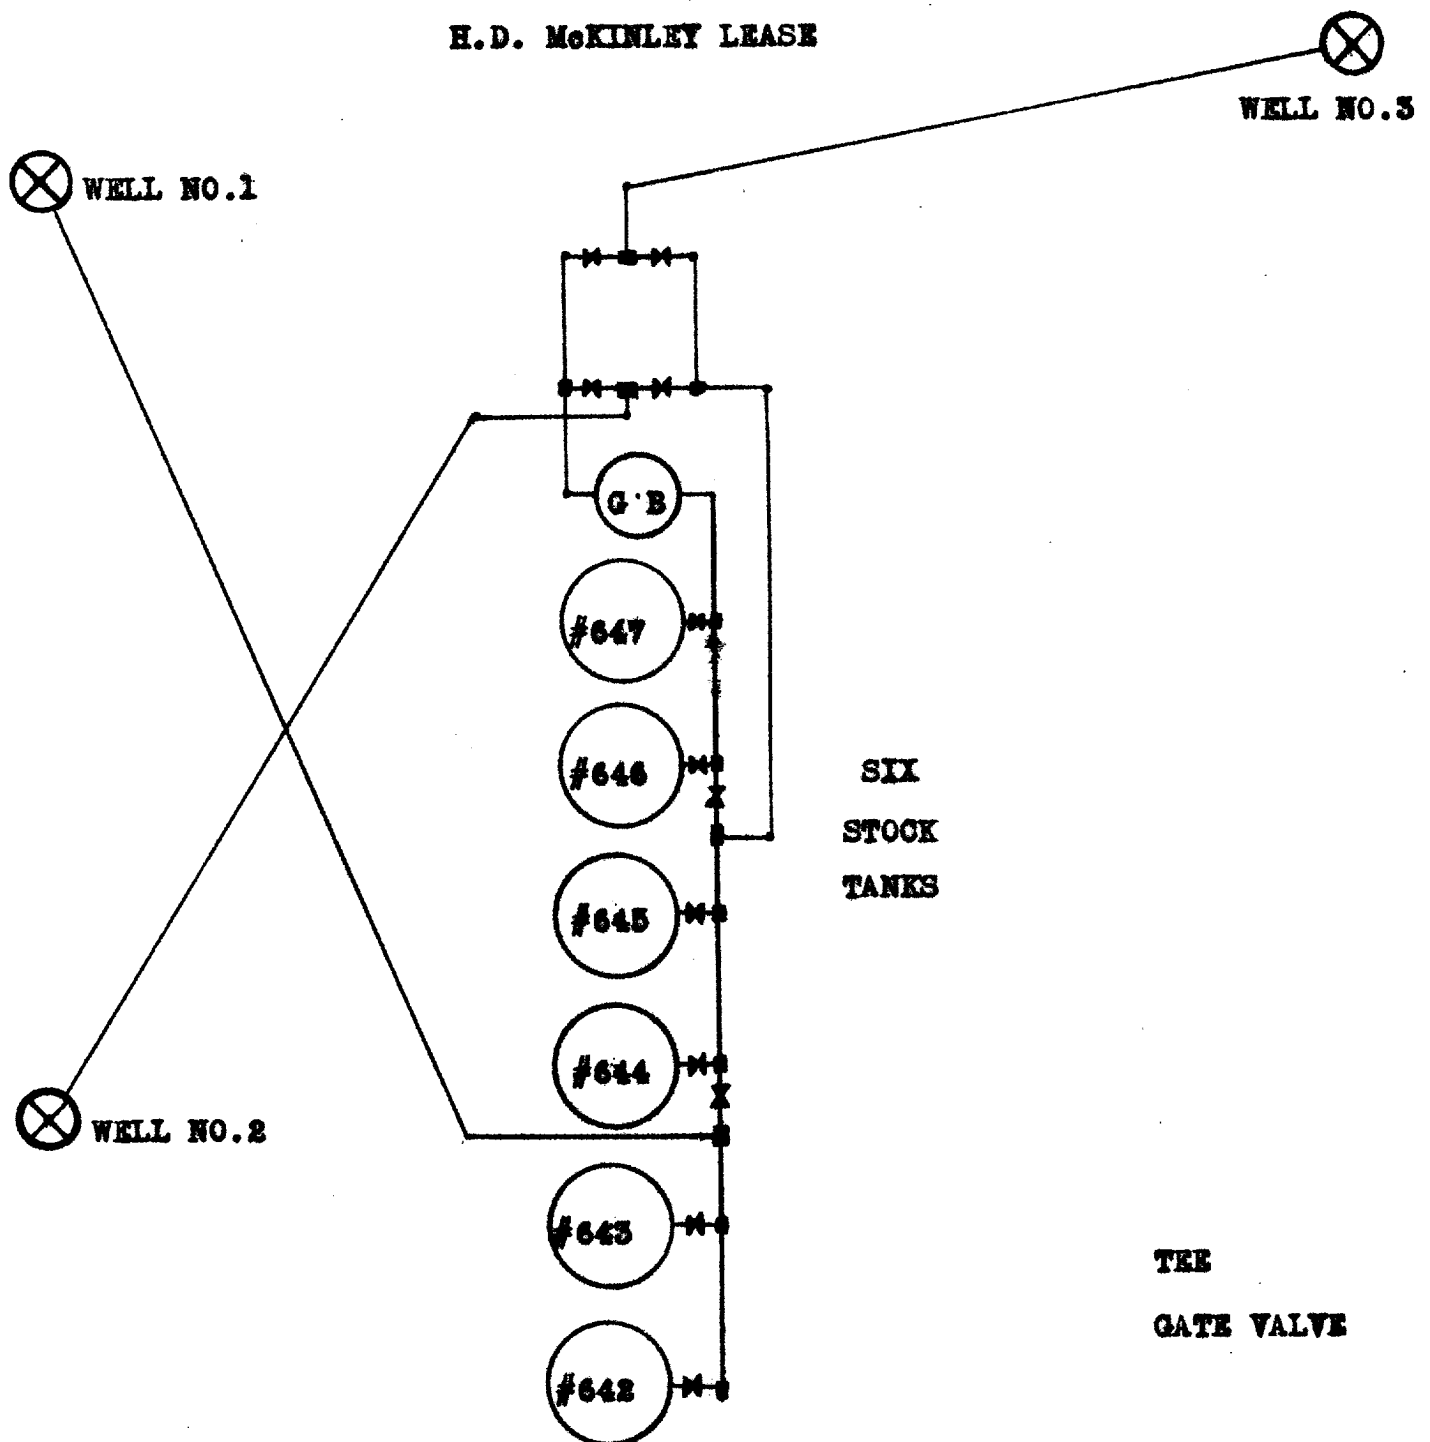 H.D. McKINLEY LEASE
WELL NO.3
WELL NO.1
G B
#647
#646
SIX
STOCK
TANKS
#645
#644
WELL NO.2
#643
TEE
GATE VALVE
#642